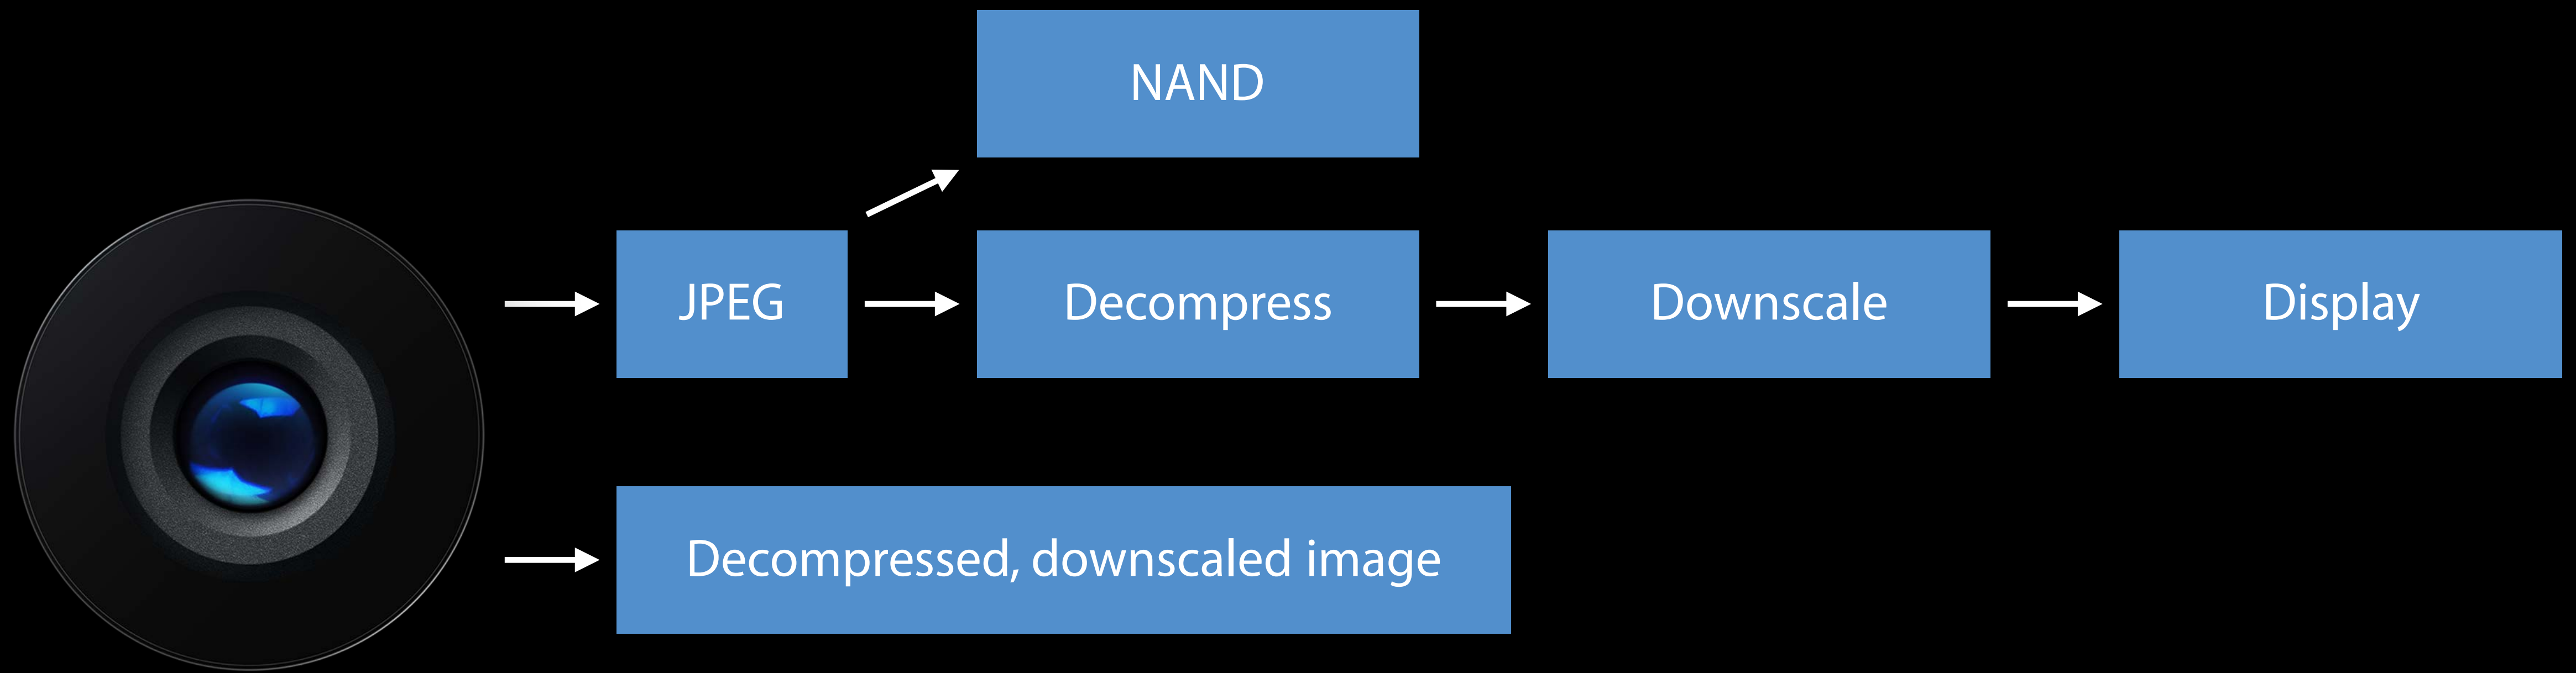 NAND
JPEG
Decompress
Downscale
Display
Decompressed, downscaled image